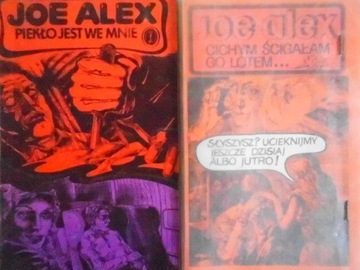 JOE ALEX
PIEKŁO JEST WE MNIE
joe alex
CICHYM ŚCIGAŁAM
GO LOTEM...
SŁYSZYSZ? UCIEKNIJMY
JESZCZE DZISIAJ
ALBO JUTRO!